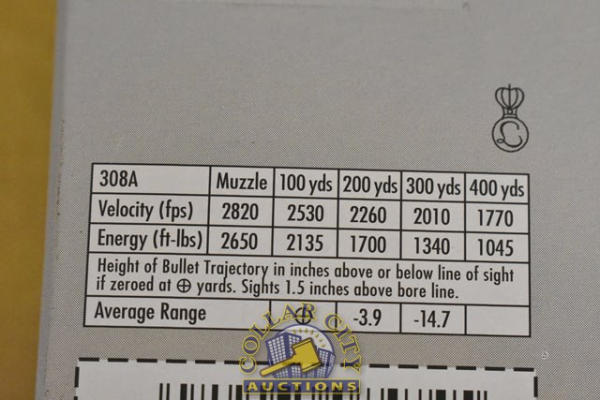 308A Muzzle 100 yds 200 yds 300 yds 400 yds
Velocity (fps) 2820 2530 2260 2010 1770
Energy (ft-lbs) 2650 2135 1700 1340 1045
Height of Bullet Trajectory in inches above or below line of sight
if zeroed at ⊕ yards. Sights 1.5 inches above bore line.
Average Range ⊕ -3.9 -14.7
COLLAR CITY
AUCTIONS